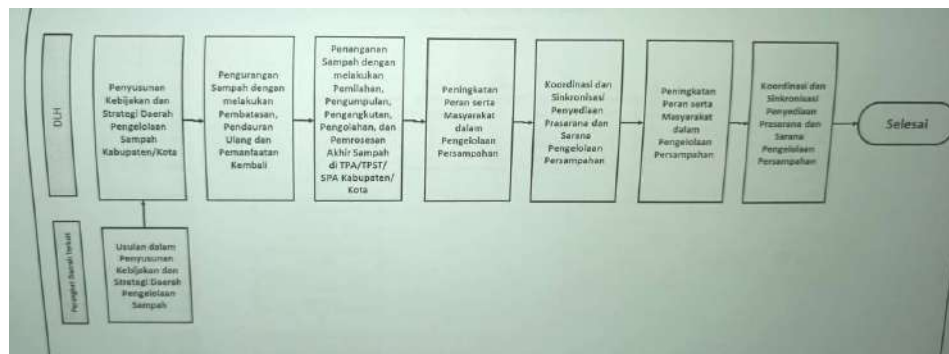 DLH
Penyusunan
Kebijakan dan
Strategi Daerah
Pengelolaan
Sampah
Kabupaten/Kota
Pengurangan
Sampah dengan
melakukan
Pembatasan,
Pendauran
Ulang dan
Pemanfaatan
Kembali
Penanganan
Sampah dengan
melakukan
Pemilahan,
Pengumpulan,
Pengangkutan,
Pengolahan, dan
Pemrosesan
Akhir Sampah
di TPA/TPST/
SPA Kabupaten/
Kota
Peningkatan
Peran serta
Masyarakat
dalam
Pengelolaan
Persampahan
Koordinasi dan
Sinkronisasi
Penyediaan
Prasarana dan
Sarana
Pengelolaan
Persampahan
Peningkatan
Peran serta
Masyarakat
dalam
Pengelolaan
Persampahan
Koordinasi dan
Sinkronisasi
Penyediaan
Prasarana dan
Sarana
Pengelolaan
Persampahan
Selesai
Perangkat Daerah Terkait
Usulan dalam
Penyusunan
Kebijakan dan
Strategi Daerah
Pengelolaan
Sampah